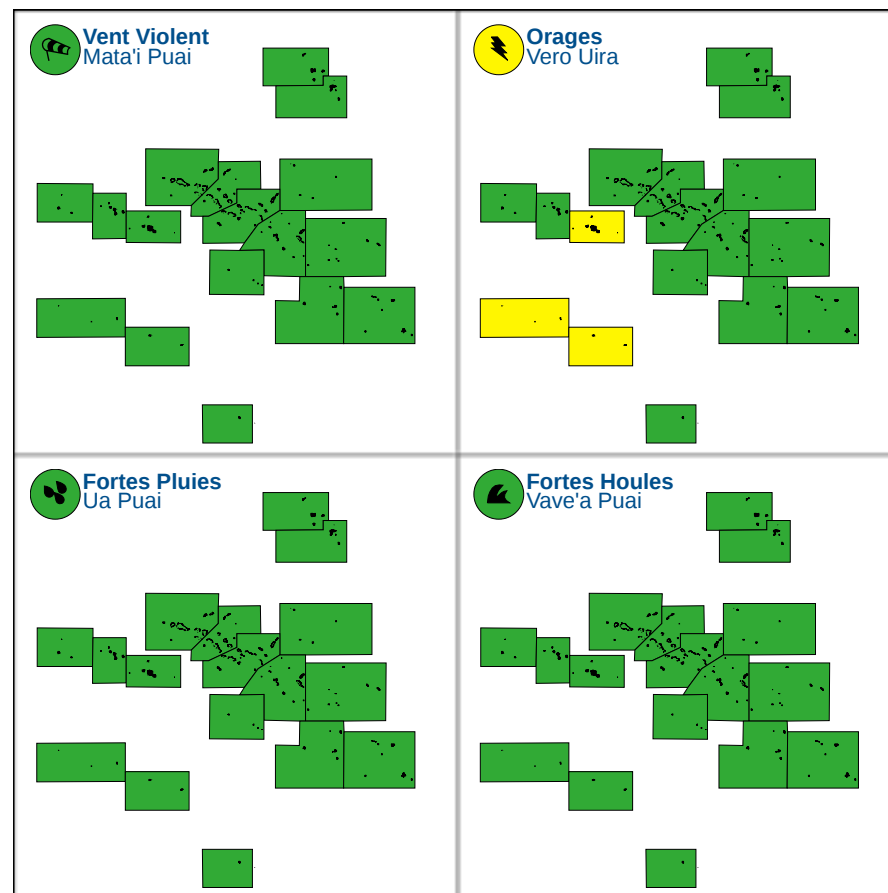 Vent Violent
Mata'i Puai
Orages
Vero Uira
Fortes Pluies
Ua Puai
Fortes Houles
Vave'a Puai